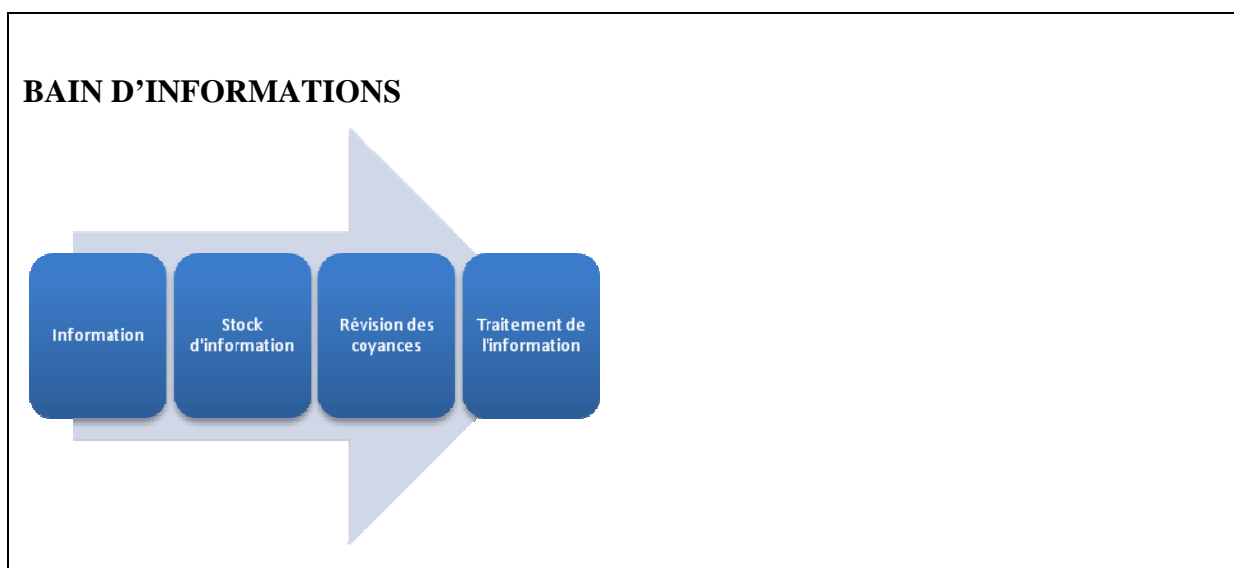 BAIN D’INFORMATIONS
Information
Stock
d'information
Révision des
coyances
Traitement de
l'information